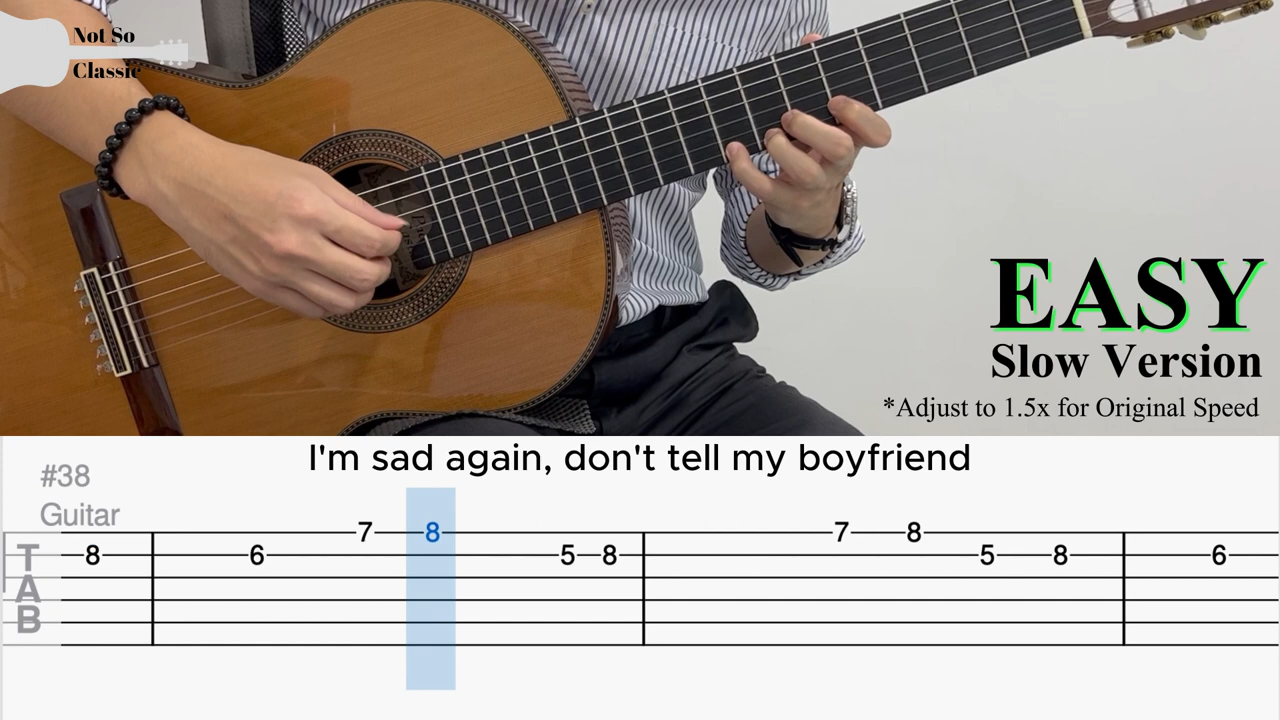 Not So
Classic
EASY
Slow Version
*Adjust to 1.5x for Original Speed
I'm sad again, don't tell my boyfriend
#38
Guitar
7 8 7 8
T 8 6 5 8 5 8 6
A
B